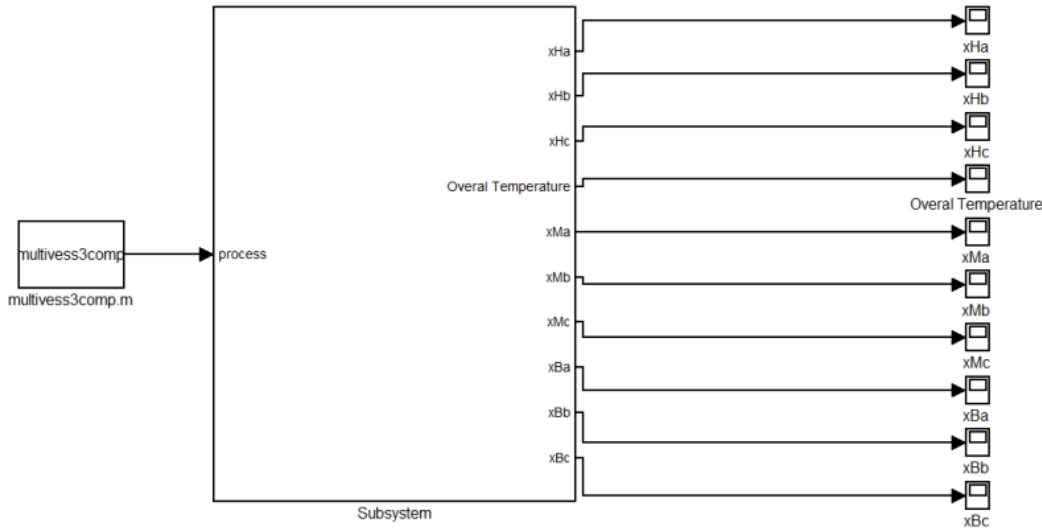 multivess3comp
multivess3comp.m
process
xHa
xHb
xHc
Overal Temperature
xMa
xMb
xMc
xBa
xBb
xBc
Subsystem
xHa
xHb
xHc
Overal Temperature
xMa
xMb
xMc
xBa
xBb
xBc